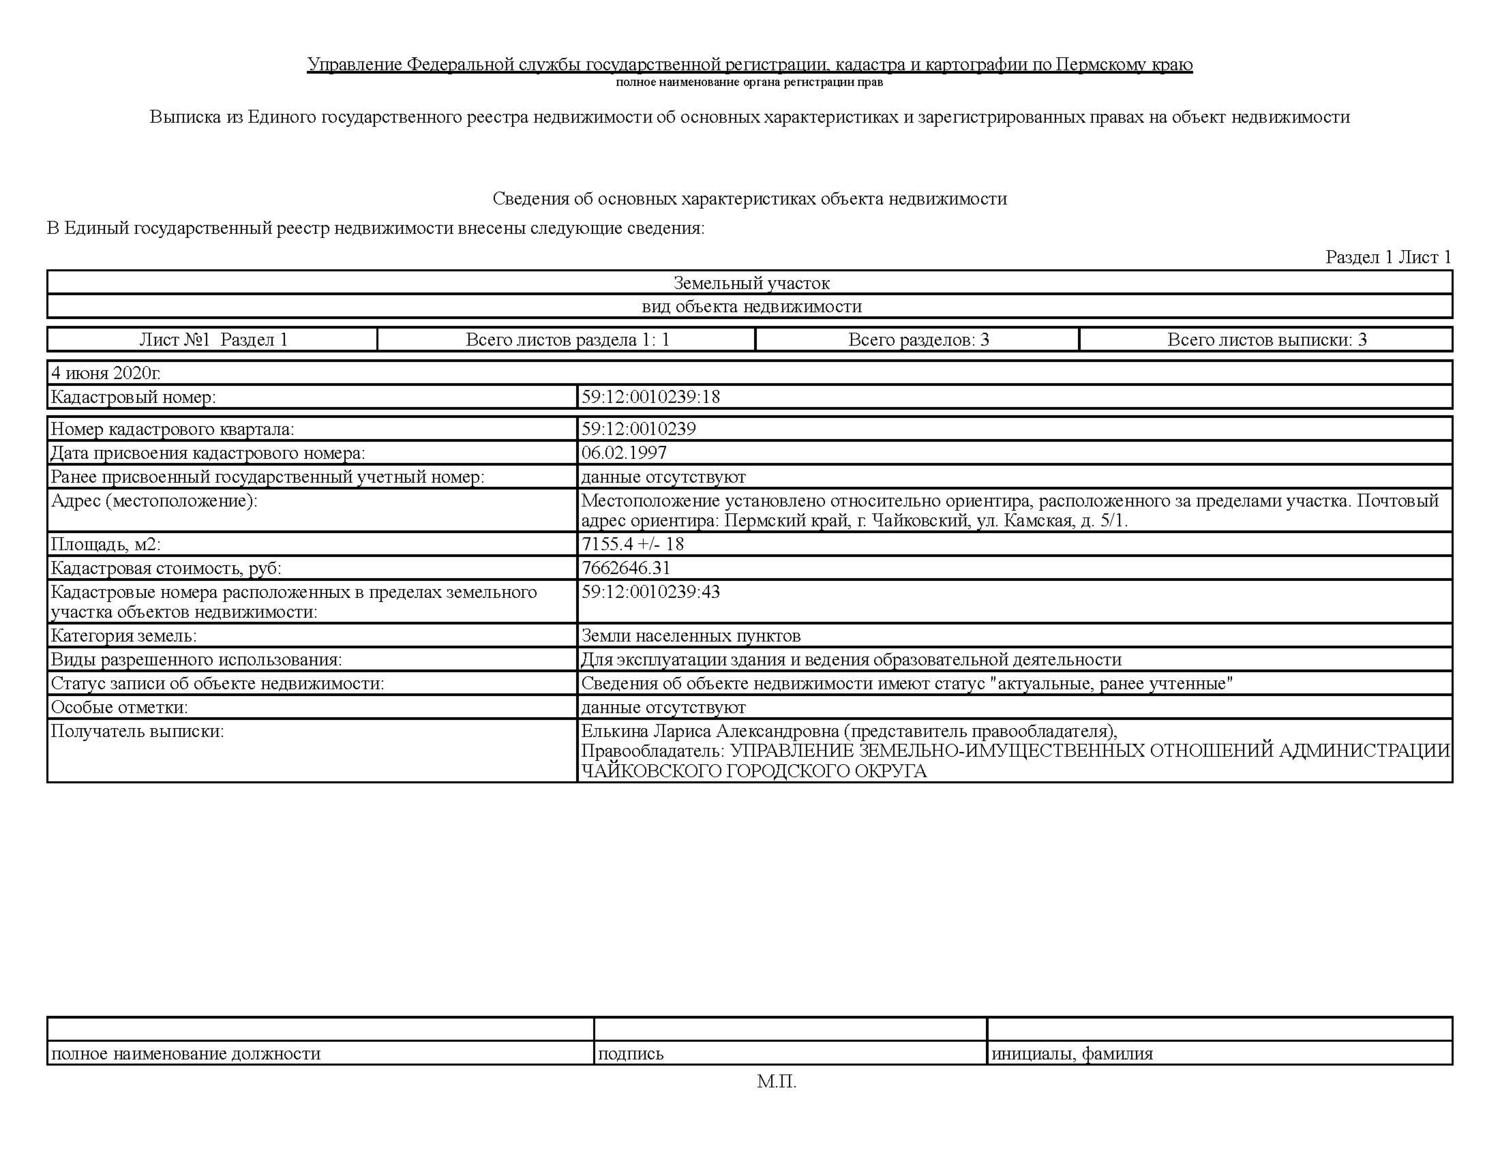 Управление Федеральной службы государственной регистрации, кадастра и картографии по Пермскому краю
полное наименование органа регистрации прав
Выписка из Единого государственного реестра недвижимости об основных характеристиках и зарегистрированных правах на объект недвижимости
Сведения об основных характеристиках объекта недвижимости
В Единый государственный реестр недвижимости внесены следующие сведения:
Раздел 1 Лист 1
Земельный участок
вид объекта недвижимости
Лист №1 Раздел 1 Всего листов раздела 1: 1 Всего разделов: 3 Всего листов выписки: 3
4 июня 2020г.
Кадастровый номер: 59:12:0010239:18
Номер кадастрового квартала: 59:12:0010239
Дата присвоения кадастрового номера: 06.02.1997
Ранее присвоенный государственный учетный номер: данные отсутствуют
Адрес (местоположение): Местоположение установлено относительно ориентира, расположенного за пределами участка. Почтовый
адрес ориентира: Пермский край, г. Чайковский, ул. Камская, д. 5/1.
Площадь, м2: 7155.4 +/- 18
Кадастровая стоимость, руб: 7662646.31
Кадастровые номера расположенных в пределах земельного 59:12:0010239:43
участка объектов недвижимости:
Категория земель: Земли населенных пунктов
Виды разрешенного использования: Для эксплуатации здания и ведения образовательной деятельности
Статус записи об объекте недвижимости: Сведения об объекте недвижимости имеют статус "актуальные, ранее учтенные"
Особые отметки: данные отсутствуют
Получатель выписки: Елькина Лариса Александровна (представитель правообладателя),
Правообладатель: УПРАВЛЕНИЕ ЗЕМЕЛЬНО-ИМУЩЕСТВЕННЫХ ОТНОШЕНИЙ АДМИНИСТРАЦИИ
ЧАЙКОВСКОГО ГОРОДСКОГО ОКРУГА
полное наименование должности подпись инициалы, фамилия
М.П.